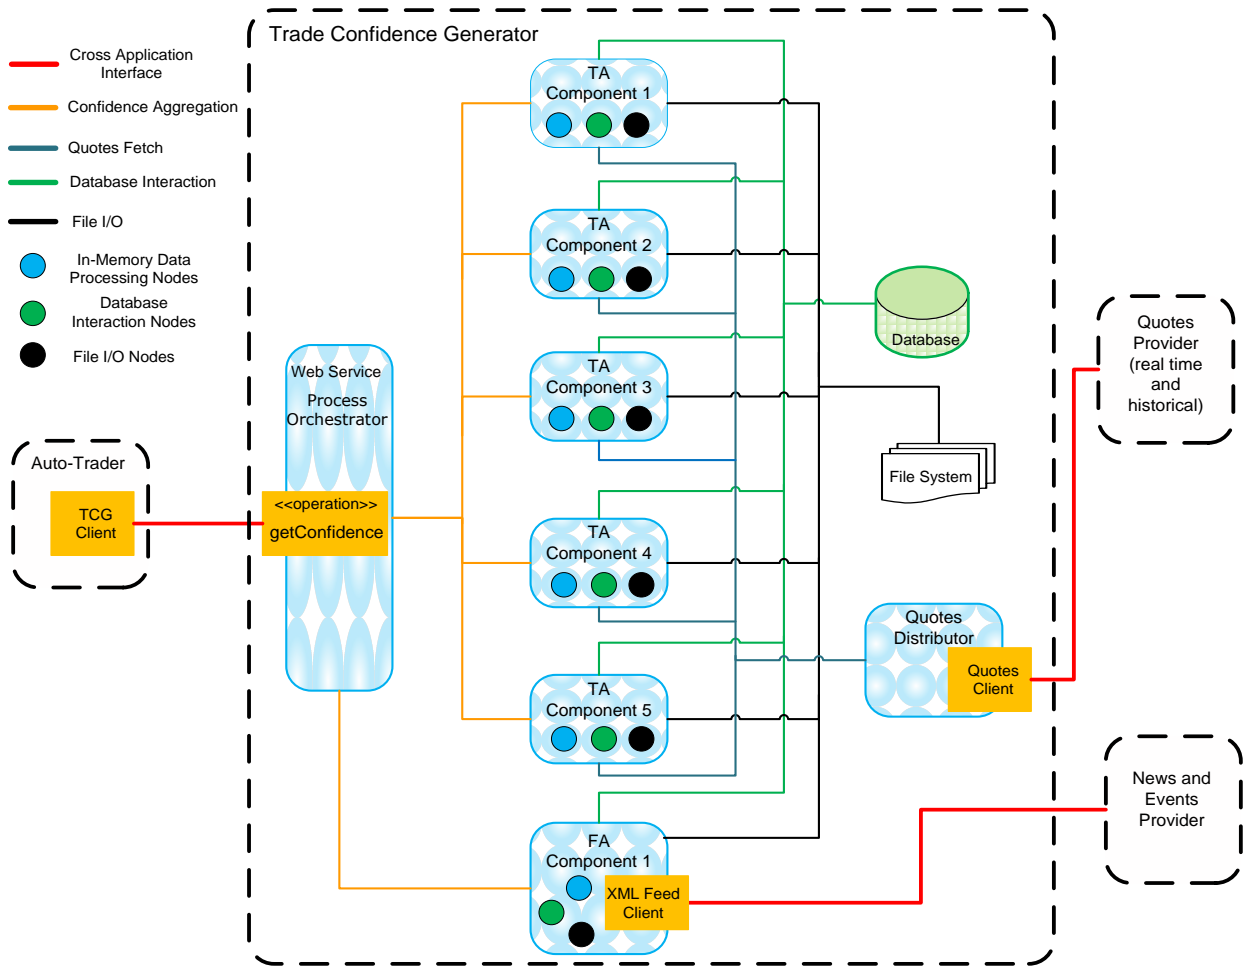 Trade Confidence Generator
Cross Application
Interface
Confidence Aggregation
Quotes Fetch
Database Interaction
File I/O
In-Memory Data
Processing Nodes
Database
Interaction Nodes
File I/O Nodes
Auto-Trader
TCG
Client
Web Service
Process
Orchestrator
<<operation>>
getConfidence
TA
Component 1
TA
Component 2
TA
Component 3
TA
Component 4
TA
Component 5
FA
Component 1
XML Feed
Client
Database
File System
Quotes
Distributor
Quotes
Client
Quotes
Provider
(real time
and
historical)
News and
Events
Provider